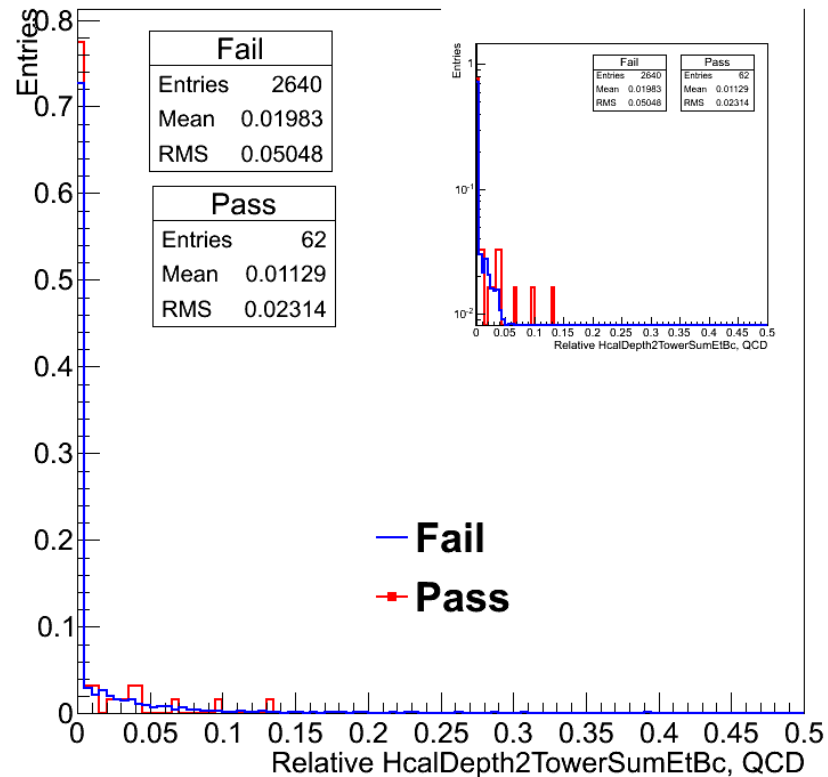 Entries
0.8
0.7
0.6
0.5
0.4
0.3
0.2
0.1
0
Fail
Entries 2640
Mean 0.01983
RMS 0.05048
Pass
Entries 62
Mean 0.01129
RMS 0.02314
Entries
1
10-1
10-2
Fail
Entries 2640
Mean 0.01983
RMS 0.05048
Pass
Entries 62
Mean 0.01129
RMS 0.02314
0 0.05 0.1 0.15 0.2 0.25 0.3 0.35 0.4 0.45 0.5
Relative HcalDepth2TowerSumEtBc, QCD
Fail
Pass
0 0.05 0.1 0.15 0.2 0.25 0.3 0.35 0.4 0.45 0.5
Relative HcalDepth2TowerSumEtBc, QCD